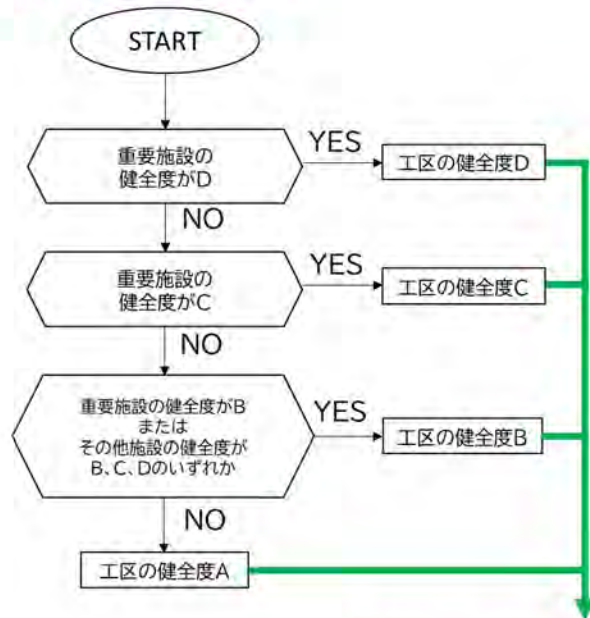 START
重要施設の
健全度がD
YES
工区の健全度D
NO
重要施設の
健全度がC
YES
工区の健全度C
NO
重要施設の健全度がB
または
その他施設の健全度が
B、C、Dのいずれか
YES
工区の健全度B
NO
工区の健全度A